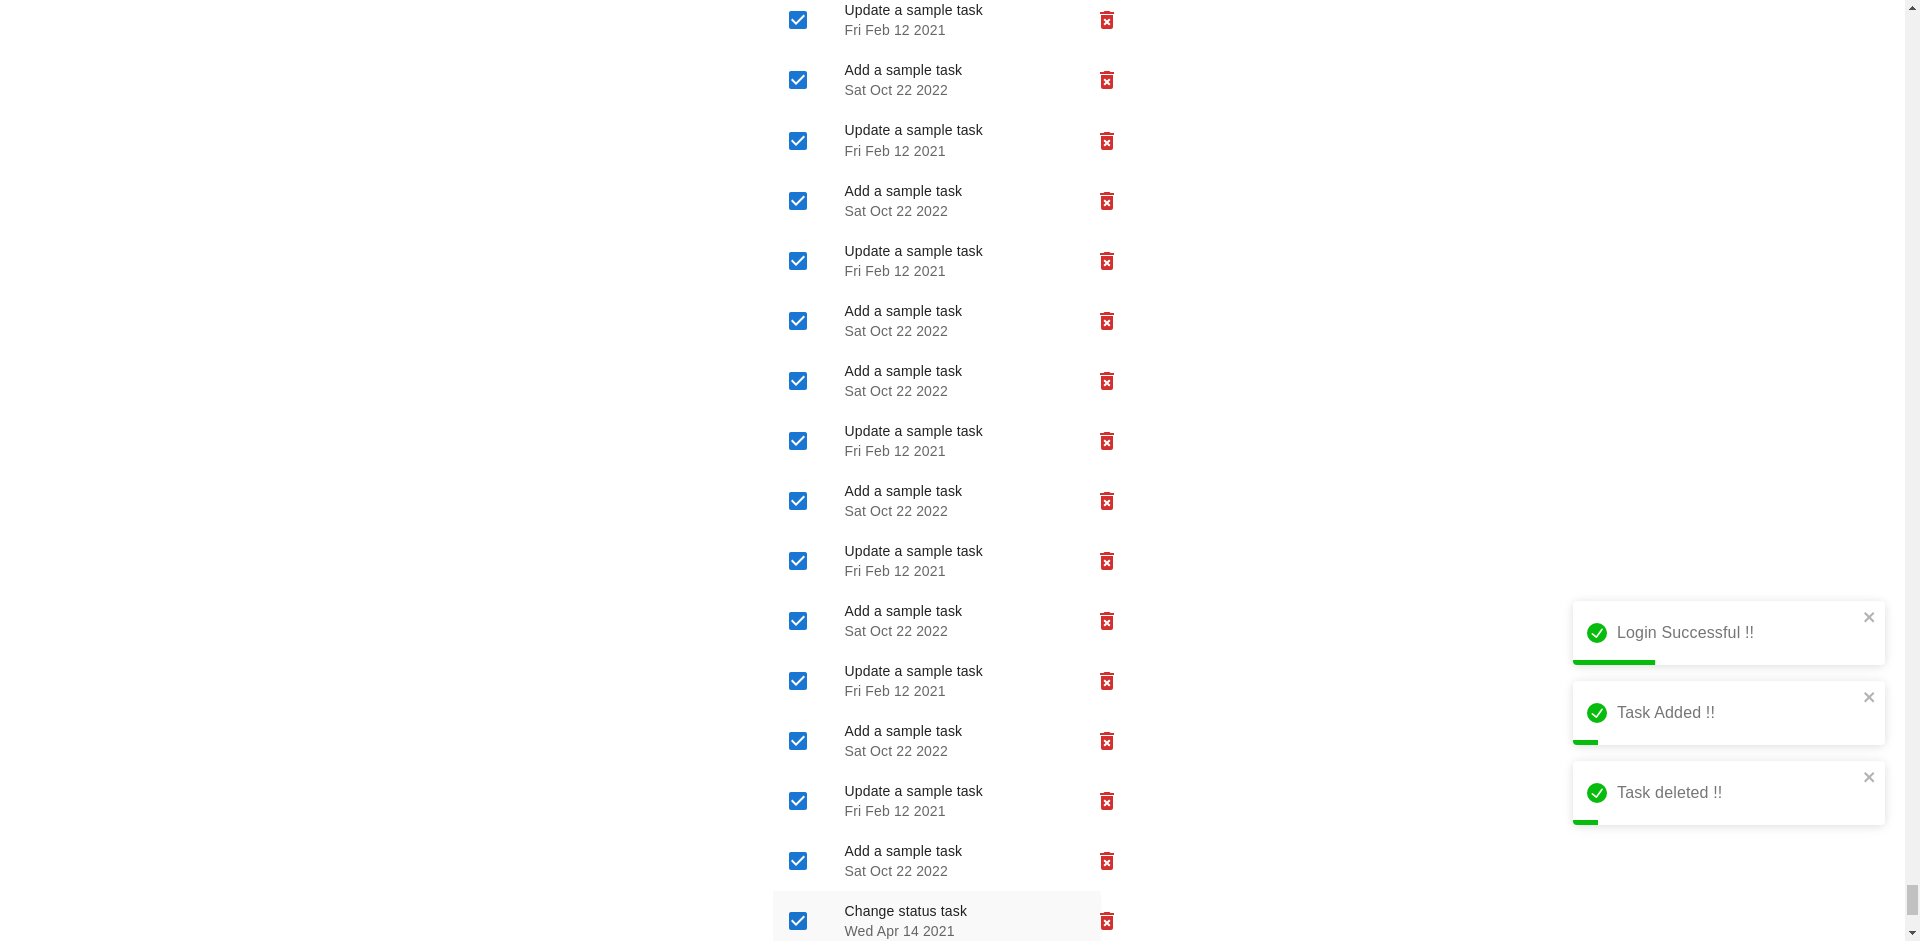 Update a sample task
Fri Feb 12 2021
Add a sample task
Sat Oct 22 2022
Update a sample task
Fri Feb 12 2021
Add a sample task
Sat Oct 22 2022
Update a sample task
Fri Feb 12 2021
Add a sample task
Sat Oct 22 2022
Add a sample task
Sat Oct 22 2022
Update a sample task
Fri Feb 12 2021
Add a sample task
Sat Oct 22 2022
Update a sample task
Fri Feb 12 2021
Add a sample task
Sat Oct 22 2022
Update a sample task
Fri Feb 12 2021
Add a sample task
Sat Oct 22 2022
Update a sample task
Fri Feb 12 2021
Add a sample task
Sat Oct 22 2022
Change status task
Wed Apr 14 2021
Login Successful !!
Task Added !!
Task deleted !!